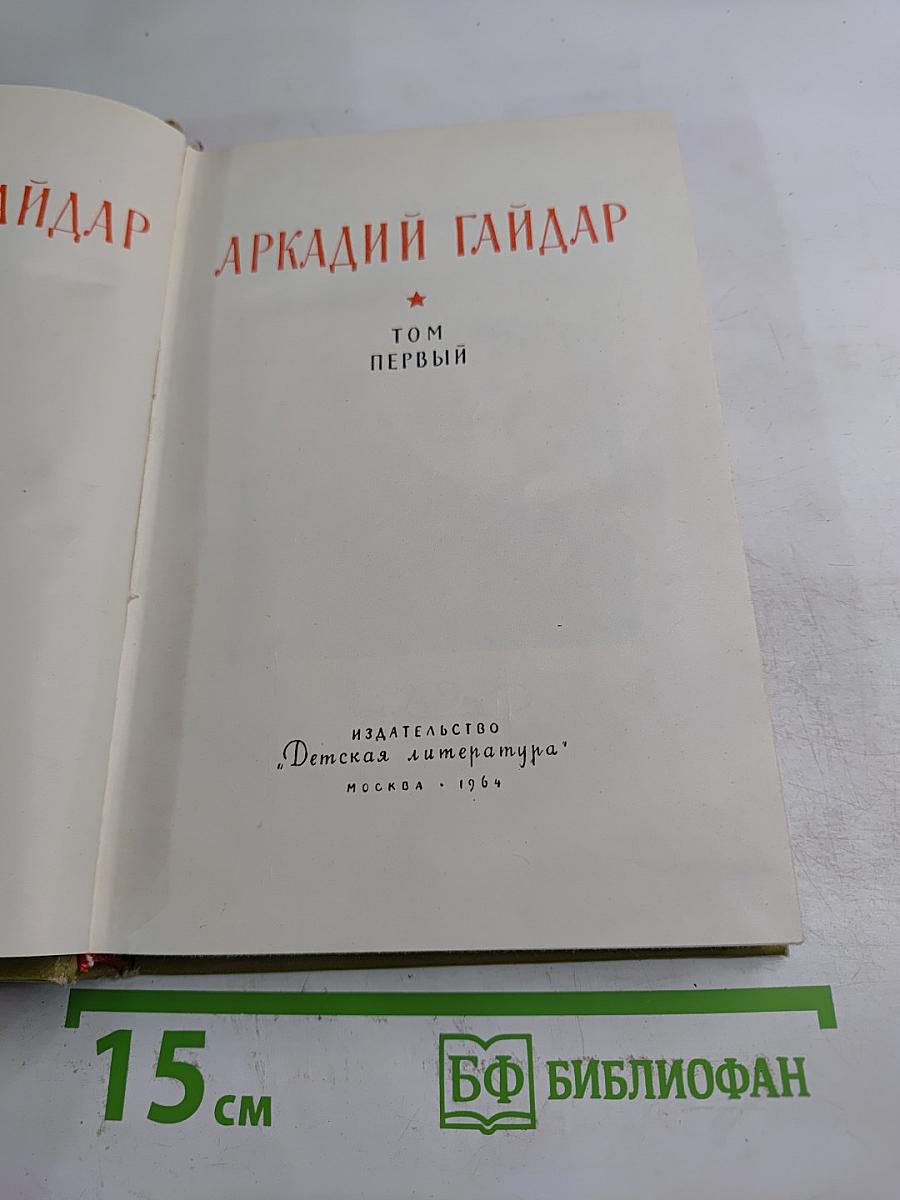 АЙДАР
АРКАДИЙ ГАЙДАР
ТОМ
ПЕРВЫЙ
ИЗДАТЕЛЬСТВО
„Детская литература"
МОСКВА • 1964
15 см
БФ БИБЛИОФАН